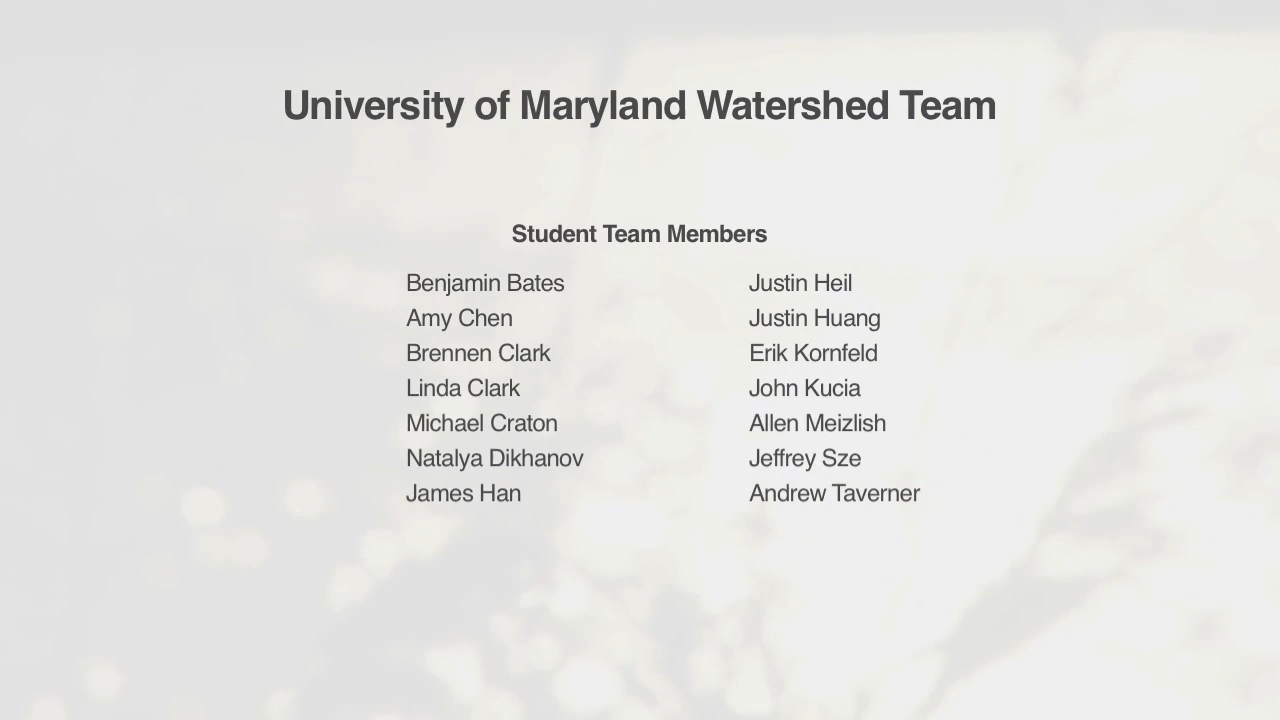 University of Maryland Watershed Team
Student Team Members
Benjamin Bates
Amy Chen
Brennen Clark
Linda Clark
Michael Craton
Natalya Dikhanov
James Han
Justin Heil
Justin Huang
Erik Kornfeld
John Kucia
Allen Meizlish
Jeffrey Sze
Andrew Taverner